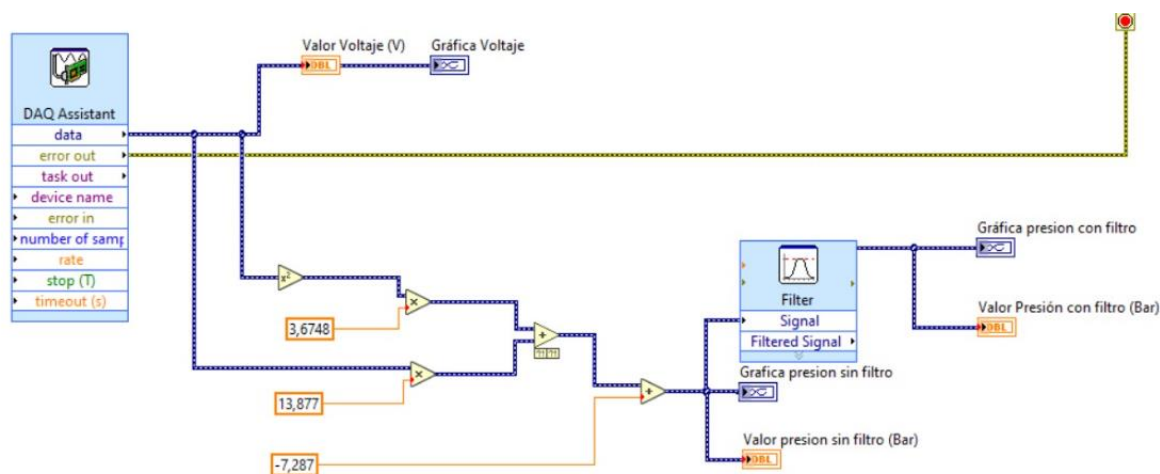 DAQ Assistant
data
error out
task out
device name
error in
number of samp
rate
stop (T)
timeout (s)
Valor Voltaje (V)
DBL
Gráfica Voltaje
x²
3,6748
×
+
13,877
×
+
-7,287
Filter
Signal
Filtered Signal
Gráfica presion con filtro
Valor Presión con filtro (Bar)
DBL
Grafica presion sin filtro
Valor presion sin filtro (Bar)
DBL